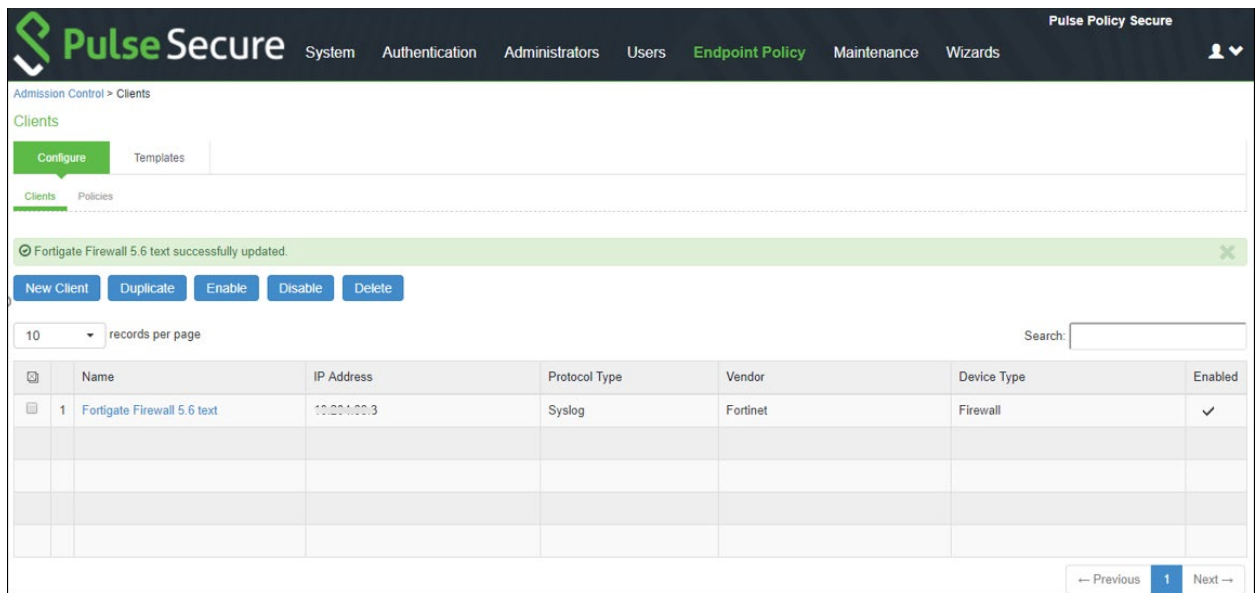 Pulse Policy Secure
Pulse Secure System Authentication Administrators Users Endpoint Policy Maintenance Wizards
Admission Control > Clients
Clients
Configure Templates
Clients Policies
Fortigate Firewall 5.6 text successfully updated.
New Client Duplicate Enable Disable Delete
10 records per page Search:
Name IP Address Protocol Type Vendor Device Type Enabled
1 Fortigate Firewall 5.6 text Syslog Fortinet Firewall
← Previous 1 Next →